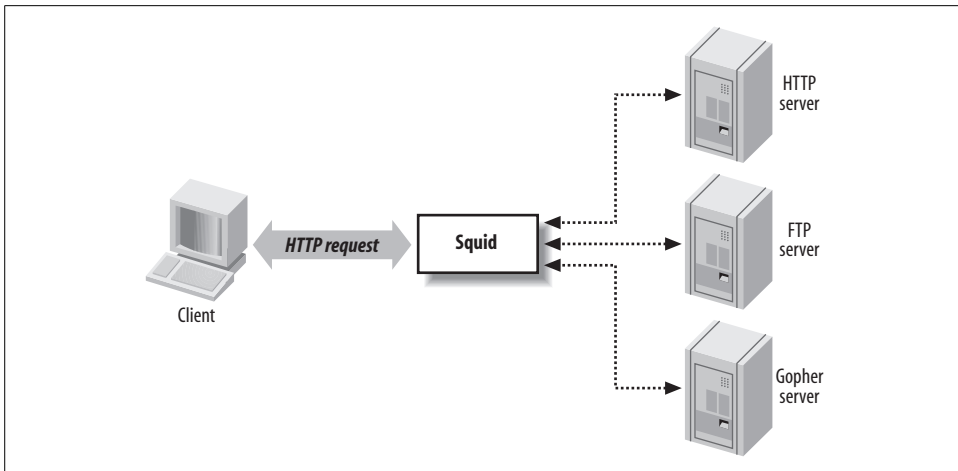 HTTP
server
HTTP request
Squid
FTP
server
Client
Gopher
server